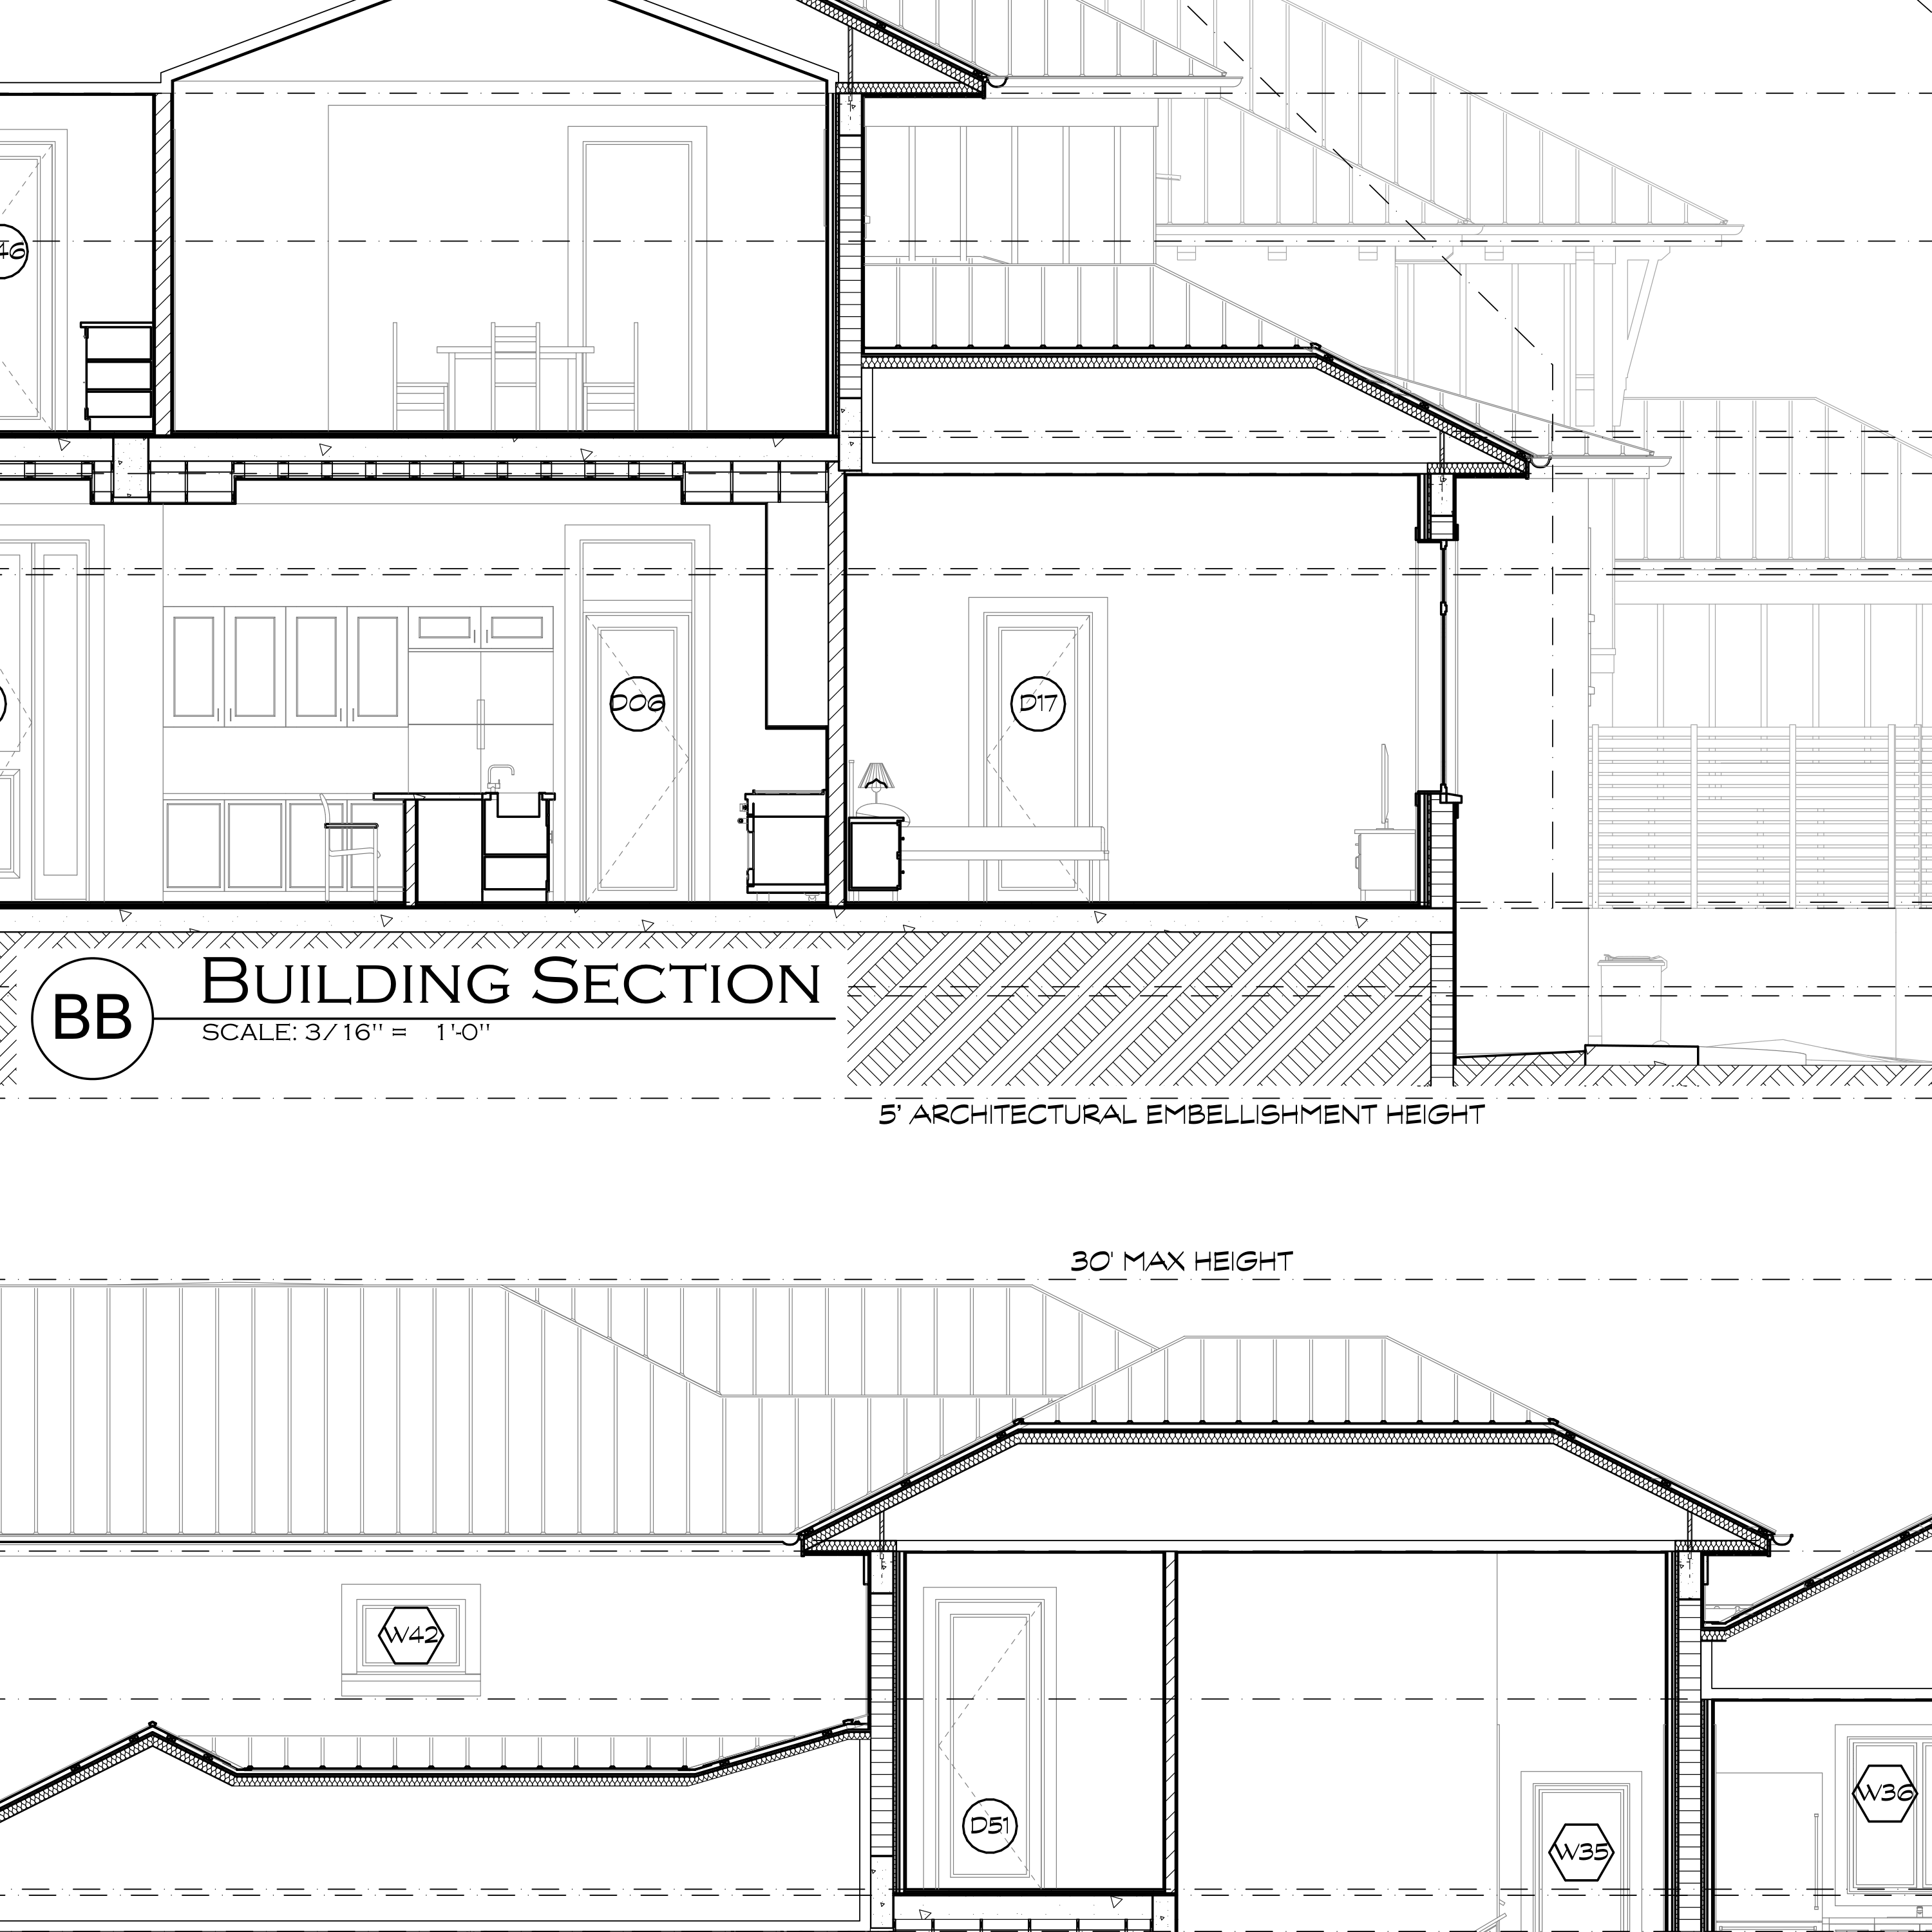 46
D06
D17
BB
BUILDING SECTION
SCALE: 3/16" = 1'-0"
5' ARCHITECTURAL EMBELLISHMENT HEIGHT
30' MAX HEIGHT
W42
W36
D51
W35